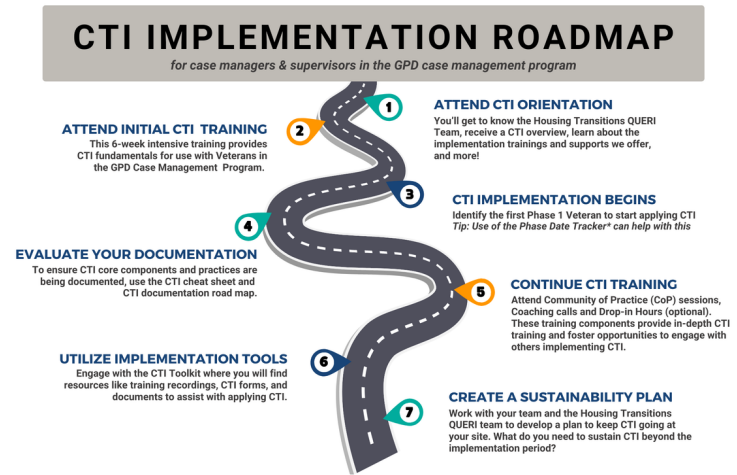 CTI IMPLEMENTATION ROADMAP
for case managers & supervisors in the GPD case management program
1
ATTEND CTI ORIENTATION
You'll get to know the Housing Transitions QUERI
Team, receive a CTI overview, learn about the
implementation trainings and supports we offer,
and more!
2
ATTEND INITIAL CTI TRAINING
This 6-week intensive training provides
CTI fundamentals for use with Veterans in
the GPD Case Management Program.
3
CTI IMPLEMENTATION BEGINS
Identify the first Phase 1 Veteran to start applying CTI
Tip: Use of the Phase Date Tracker* can help with this
4
EVALUATE YOUR DOCUMENTATION
To ensure CTI core components and practices are
being documented, use the CTI cheat sheet and
CTI documentation road map.
5
CONTINUE CTI TRAINING
Attend Community of Practice (CoP) sessions,
Coaching calls and Drop-in Hours (optional).
These training components provide in-depth CTI
training and foster opportunities to engage with
others implementing CTI.
6
UTILIZE IMPLEMENTATION TOOLS
Engage with the CTI Toolkit where you will find
resources like training recordings, CTI forms, and
documents to assist with applying CTI.
7
CREATE A SUSTAINABILITY PLAN
Work with your team and the Housing Transitions
QUERI team to develop a plan to keep CTI going at
your site. What do you need to sustain CTI beyond the
implementation period?